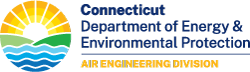 Connecticut
Department of Energy &
Environmental Protection
AIR ENGINEERING DIVISION